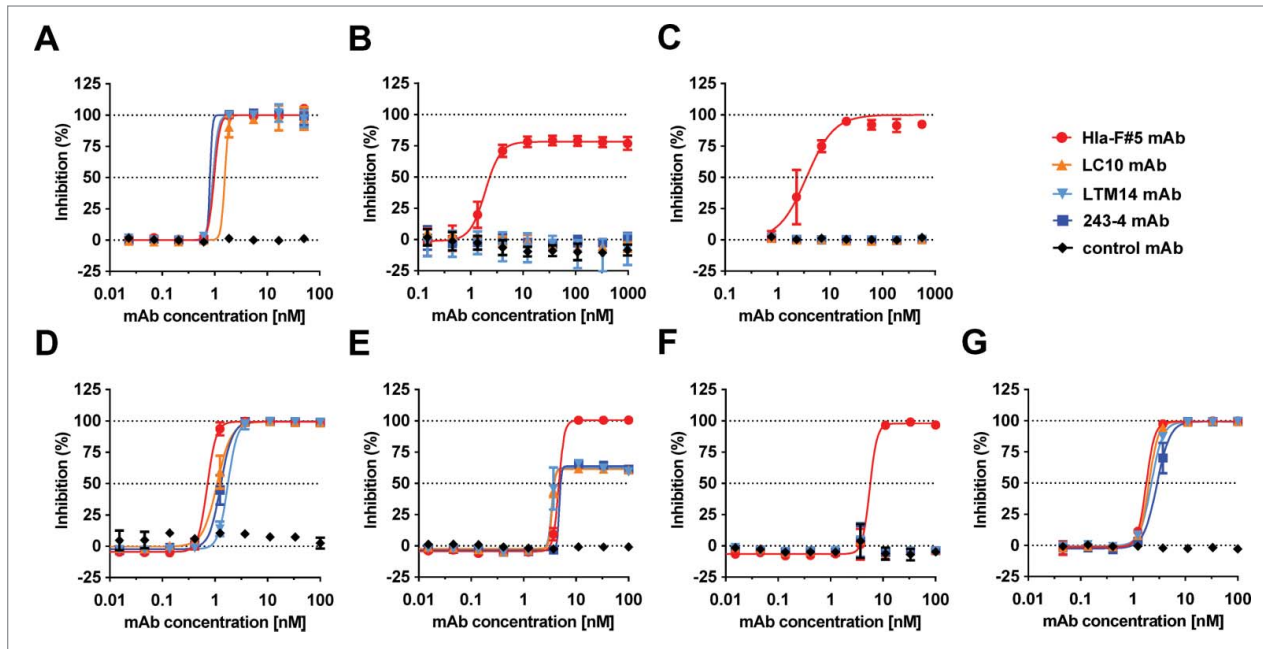 A
125
100
75
50
25
0
-25
Inhibition (%)
0.01 0.1 1 10 100
mAb concentration [nM]
B
125
100
75
50
25
0
-25
Inhibition (%)
0.1 1 10 100 1000
mAb concentration [nM]
C
125
100
75
50
25
0
-25
Inhibition (%)
0.1 1 10 100 1000
mAb concentration [nM]
Hla-F#5 mAb
LC10 mAb
LTM14 mAb
243-4 mAb
control mAb
D
125
100
75
50
25
0
-25
Inhibition (%)
0.01 0.1 1 10 100
mAb concentration [nM]
E
125
100
75
50
25
0
-25
Inhibition (%)
0.01 0.1 1 10 100
mAb concentration [nM]
F
125
100
75
50
25
0
-25
Inhibition (%)
0.01 0.1 1 10 100
mAb concentration [nM]
G
125
100
75
50
25
0
-25
Inhibition (%)
0.01 0.1 1 10 100
mAb concentration [nM]